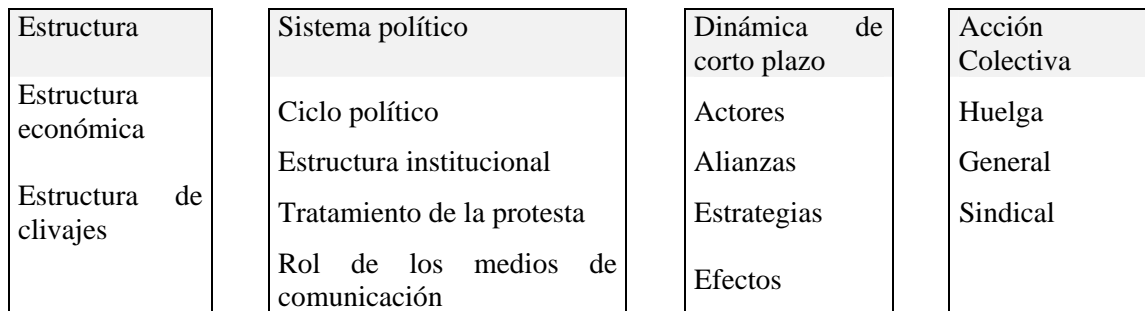 Estructura
Estructura
económica
Estructura de
clivajes
Sistema político
Ciclo político
Estructura institucional
Tratamiento de la protesta
Rol de los medios de
comunicación
Dinámica de
corto plazo
Actores
Alianzas
Estrategias
Efectos
Acción
Colectiva
Huelga
General
Sindical